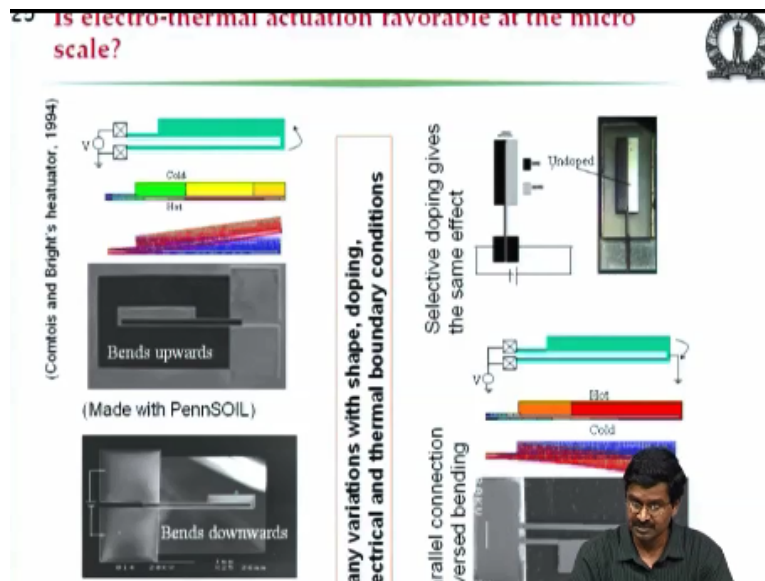 25
Is electro-thermal actuation favorable at the micro
scale?
(Comtois and Bright's heatuator, 1994)
V
Cold
Hot
Bends upwards
(Made with PennSOIL)
Bends downwards
any variations with shape, doping,
ectrical and thermal boundary conditions
Selective doping gives
the same effect
Undoped
V
Hot
Cold
rallel connection
versed bending